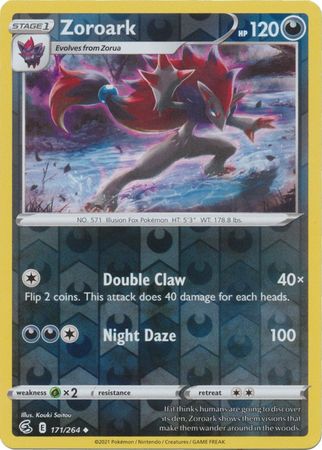 STAGE 1
Zoroark
HP 120
Evolves from Zorua
NO. 571 Illusion Fox Pokémon HT: 5'3" WT: 178.8 lbs.
Double Claw 40×
Flip 2 coins. This attack does 40 damage for each heads.
Night Daze 100
weakness ×2 resistance retreat
Illus. Kouki Saitou
If it thinks humans are going to discover
its den, Zoroark shows them visions that
makes them wander around in the woods.
E 171/264
©2021 Pokémon / Nintendo / Creatures / GAME FREAK